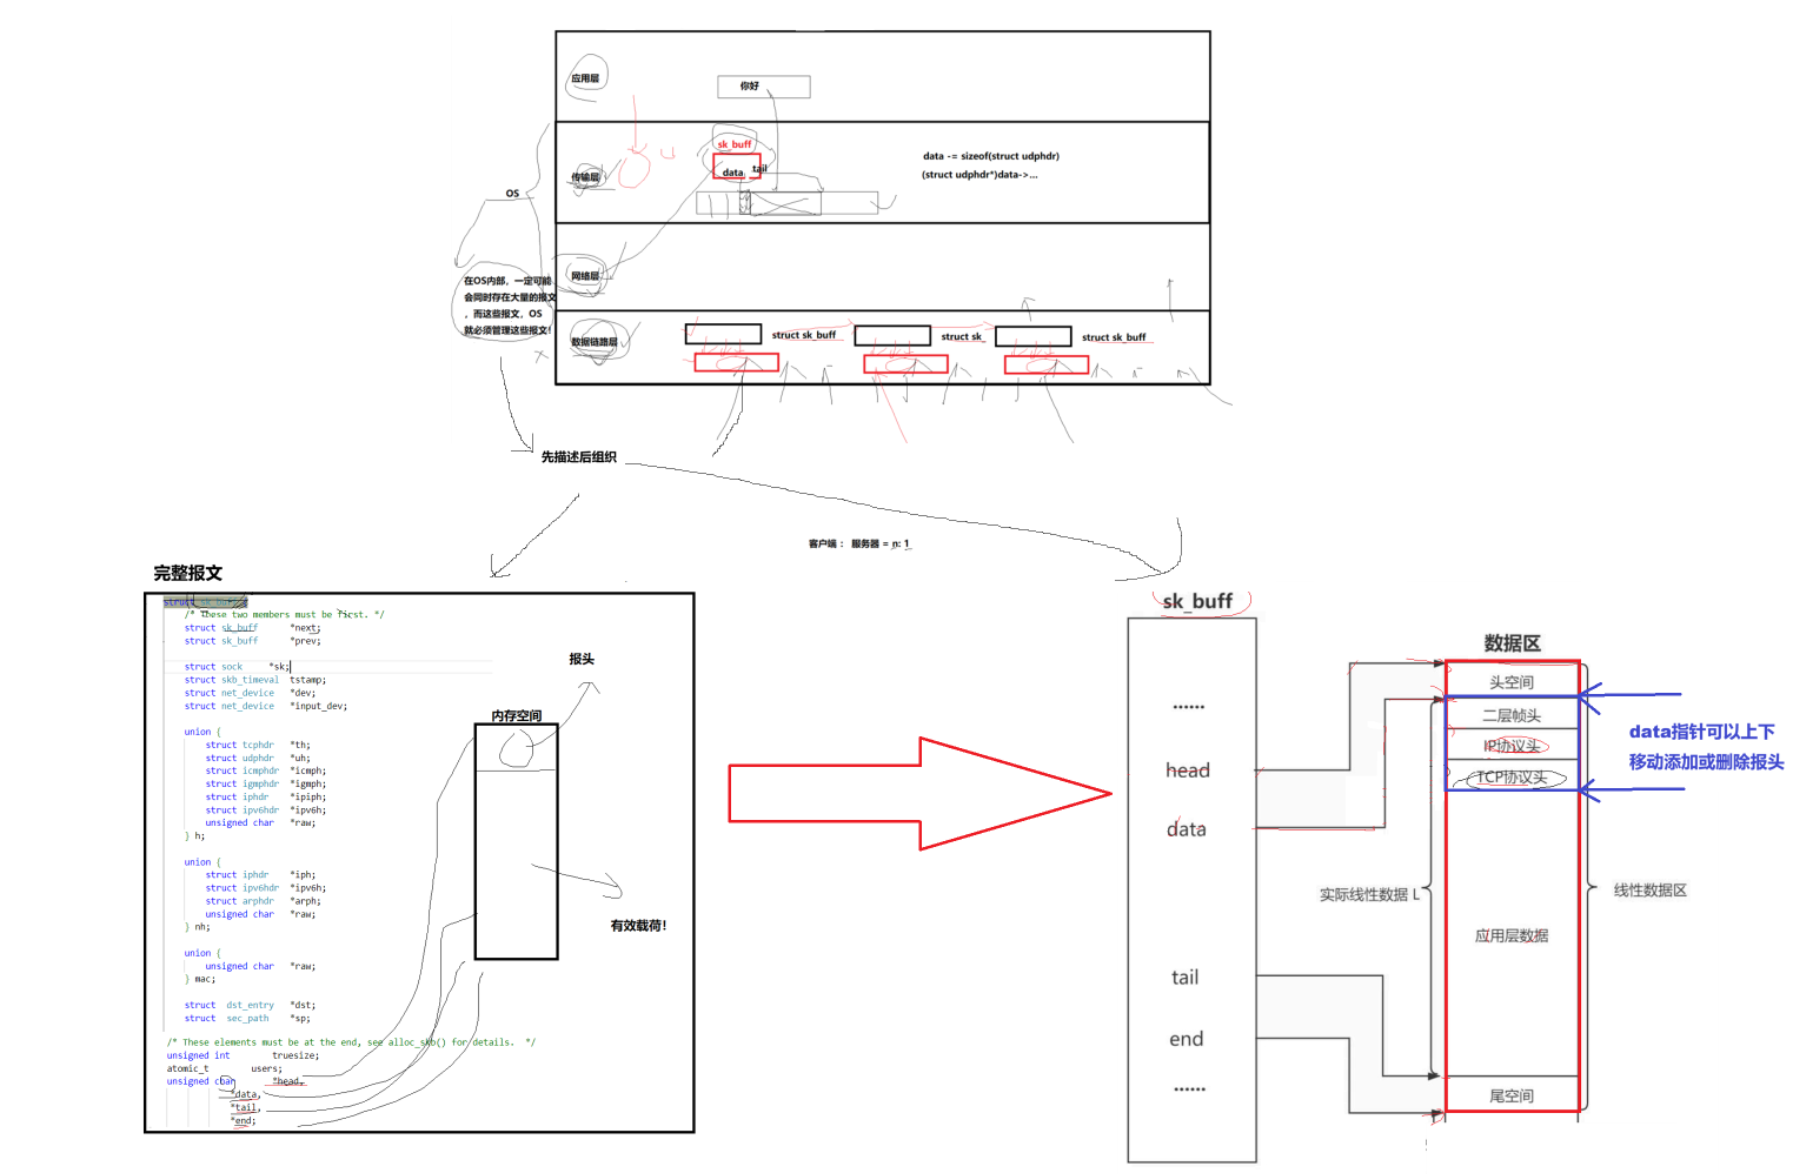 应用层
你好
sk_buff
data
tail
data -= sizeof(struct udphdr)
(struct udphdr*)data->...
传输层
OS
网络层
在OS内部，一定可能
会同时存在大量的报文
，而这些报文，OS
就必须管理这些报文！
数据链路层
struct sk_buff
struct sk_
struct sk_buff
先描述后组织
客户端 ： 服务器 = n: 1
完整报文
struct sk_buff {
/* These two members must be first. */
struct sk_buff *next;
struct sk_buff *prev;
struct sock *sk;
struct skb_timeval tstamp;
struct net_device *dev;
struct net_device *input_dev;
union {
struct tcphdr *th;
struct udphdr *uh;
struct icmphdr *icmph;
struct igmphdr *igmph;
struct iphdr *ipiph;
struct ipv6hdr *ipv6h;
unsigned char *raw;
} h;
union {
struct iphdr *iph;
struct ipv6hdr *ipv6h;
struct arphdr *arph;
unsigned char *raw;
} nh;
union {
unsigned char *raw;
} mac;
struct dst_entry *dst;
struct sec_path *sp;
/* These elements must be at the end, see alloc_skb() for details. */
unsigned int truesize;
atomic_t users;
unsigned char *head,
*data,
*tail,
*end;
报头
内存空间
有效载荷！
sk_buff
......
head
data
tail
end
......
数据区
头空间
二层帧头
IP协议头
TCP协议头
应用层数据
尾空间
实际线性数据 L
线性数据区
data指针可以上下
移动添加或删除报头